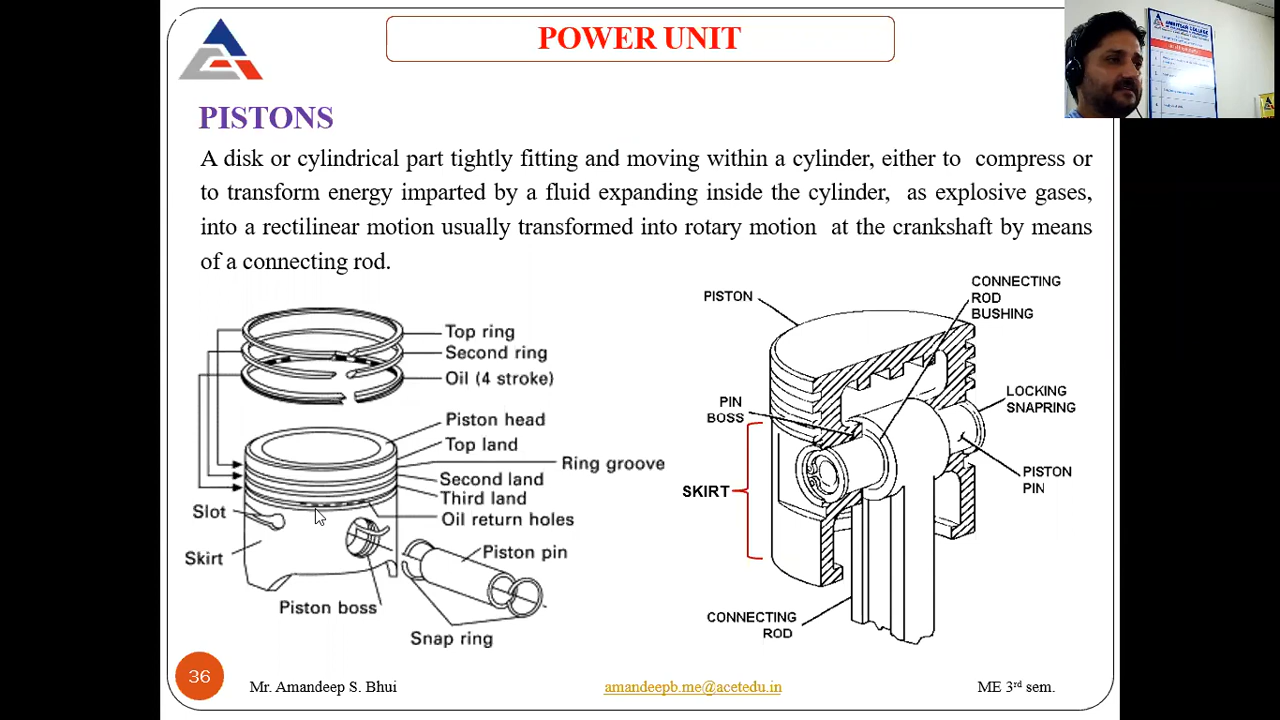 POWER UNIT
PISTONS
A disk or cylindrical part tightly fitting and moving within a cylinder, either to compress or
to transform energy imparted by a fluid expanding inside the cylinder, as explosive gases,
into a rectilinear motion usually transformed into rotary motion at the crankshaft by means
of a connecting rod.
Top ring
Second ring
Oil (4 stroke)
Piston head
Top land
Ring groove
Second land
Third land
Oil return holes
Slot
Skirt
Piston pin
Piston boss
Snap ring
PISTON
CONNECTING
ROD
BUSHING
PIN
BOSS
LOCKING
SNAPRING
SKIRT
PISTON
PIN
CONNECTING
ROD
36
Mr. Amandeep S. Bhui
amandeepb.me@acetedu.in
ME 3rd sem.